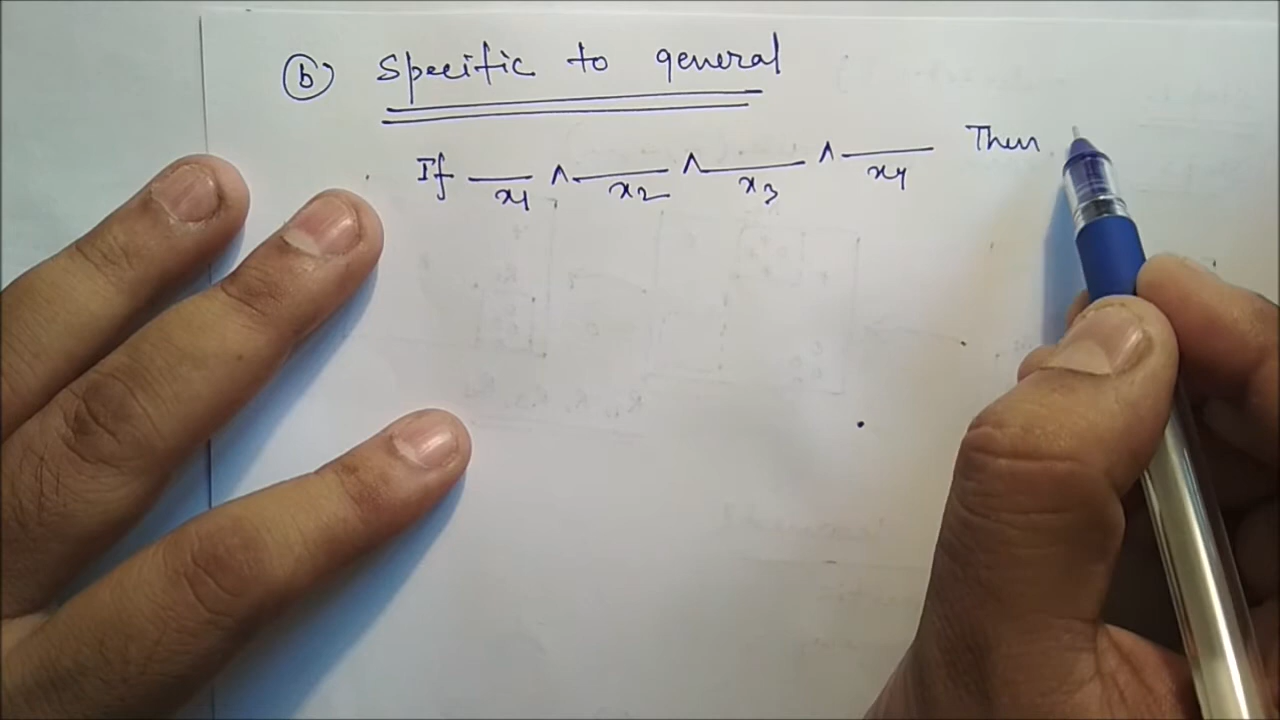 b) Specific to general
If ___ ∧ ___ ∧ ___ ∧ ___ Then
x1 x2 x3 x4